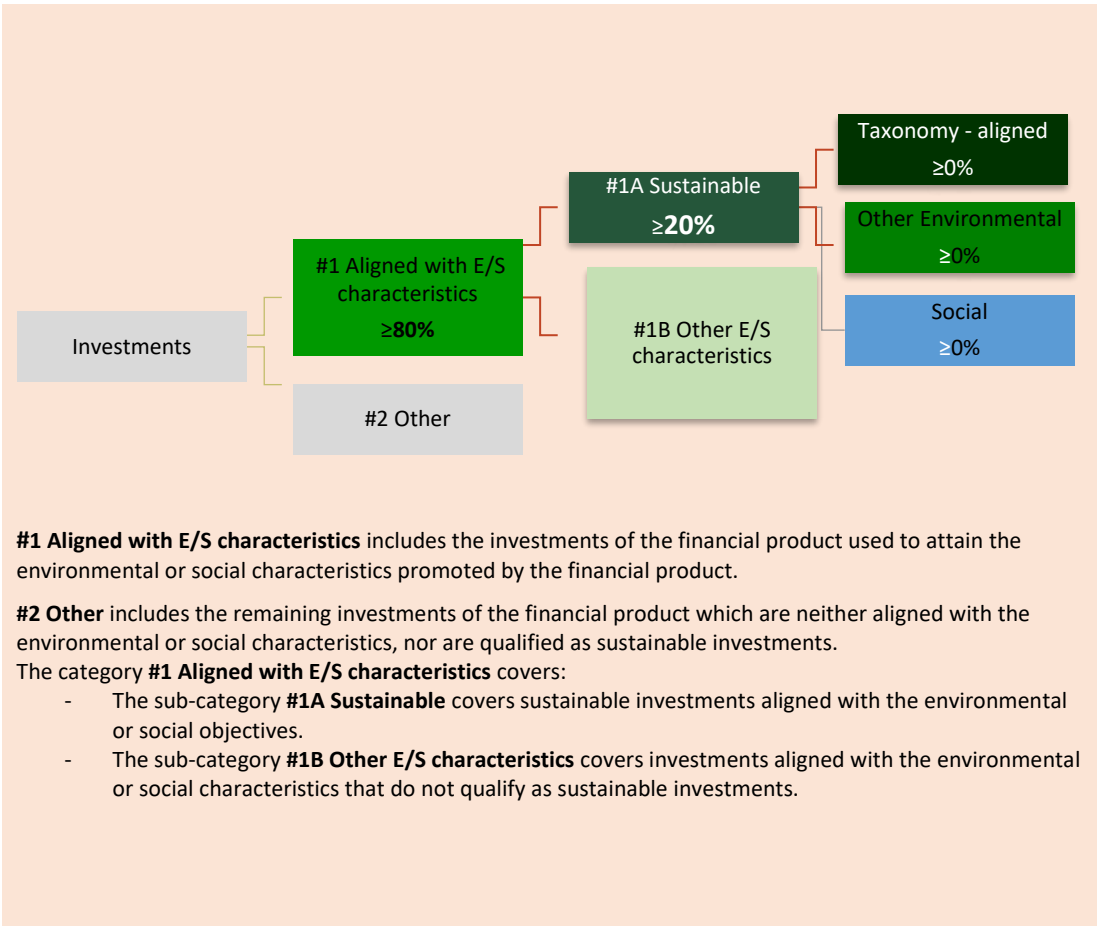 Taxonomy - aligned
≥0%
#1A Sustainable
≥20%
Other Environmental
≥0%
#1 Aligned with E/S
characteristics
≥80%
Social
≥0%
#1B Other E/S
characteristics
Investments
#2 Other
#1 Aligned with E/S characteristics includes the investments of the financial product used to attain the
environmental or social characteristics promoted by the financial product.
#2 Other includes the remaining investments of the financial product which are neither aligned with the
environmental or social characteristics, nor are qualified as sustainable investments.
The category #1 Aligned with E/S characteristics covers:
- The sub-category #1A Sustainable covers sustainable investments aligned with the environmental
or social objectives.
- The sub-category #1B Other E/S characteristics covers investments aligned with the environmental
or social characteristics that do not qualify as sustainable investments.